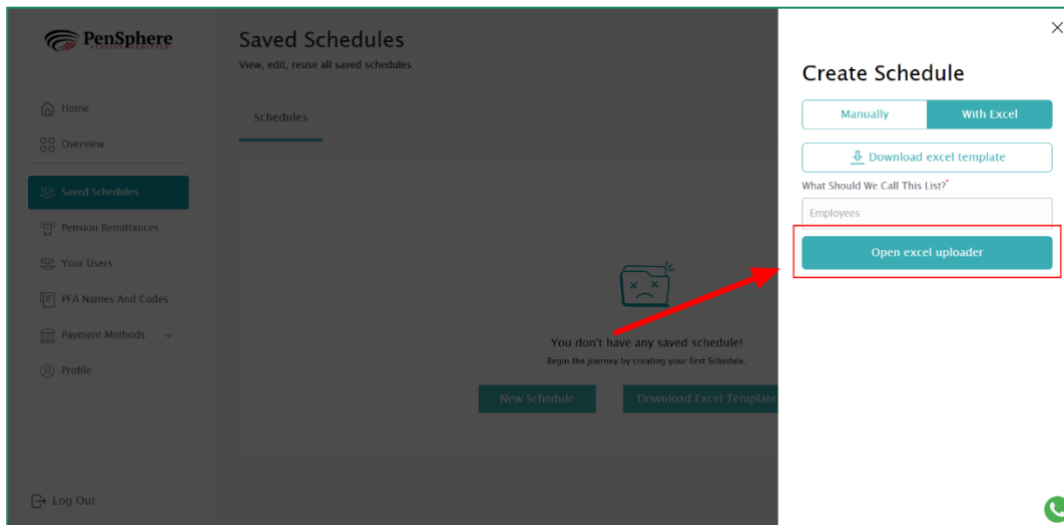 PenSphere
Saved Schedules
View, edit, reuse all saved schedules
Home
Overview
Schedules
Saved Schedules
Pension Remittances
Your Users
PFA Names And Codes
Payment Methods
Profile
Log Out
You don't have any saved schedule!
Begin the journey by creating your first Schedule.
New Schedule
Download Excel Template
Create Schedule
Manually
With Excel
Download excel template
What Should We Call This List?*
Employees
Open excel uploader